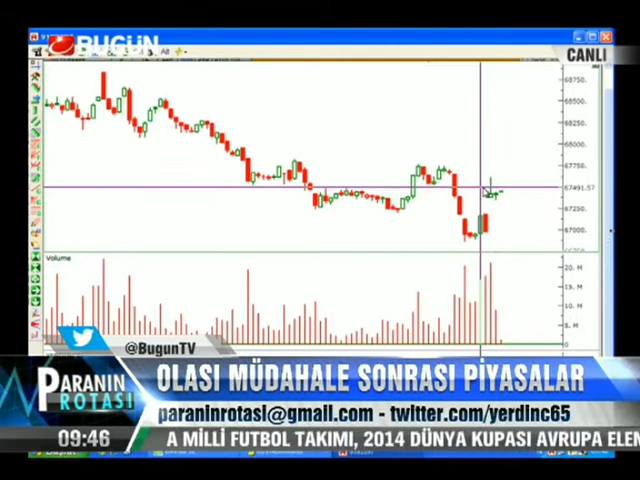 BUGÜN
CANLI
68750.
68500.
68250.
68000.
67750.
67491.57
67250.
67000.
Volume
20. M
15. M
10. M
5. M
0
@BugunTV
PARANIN
ROTASI
OLASI MÜDAHALE SONRASI PİYASALAR
paraninrotasi@gmail.com - twitter.com/yerdinc65
09:46
A MİLLİ FUTBOL TAKIMI, 2014 DÜNYA KUPASI AVRUPA ELEM